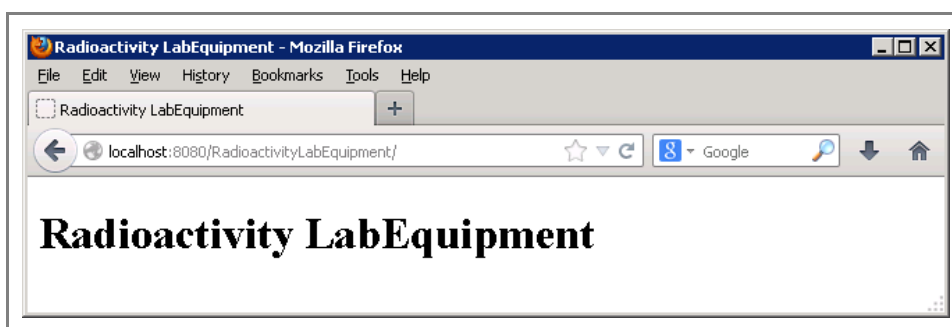 Radioactivity LabEquipment - Mozilla Firefox
File Edit View History Bookmarks Tools Help
Radioactivity LabEquipment +
localhost:8080/RadioactivityLabEquipment/ 8 Google
Radioactivity LabEquipment